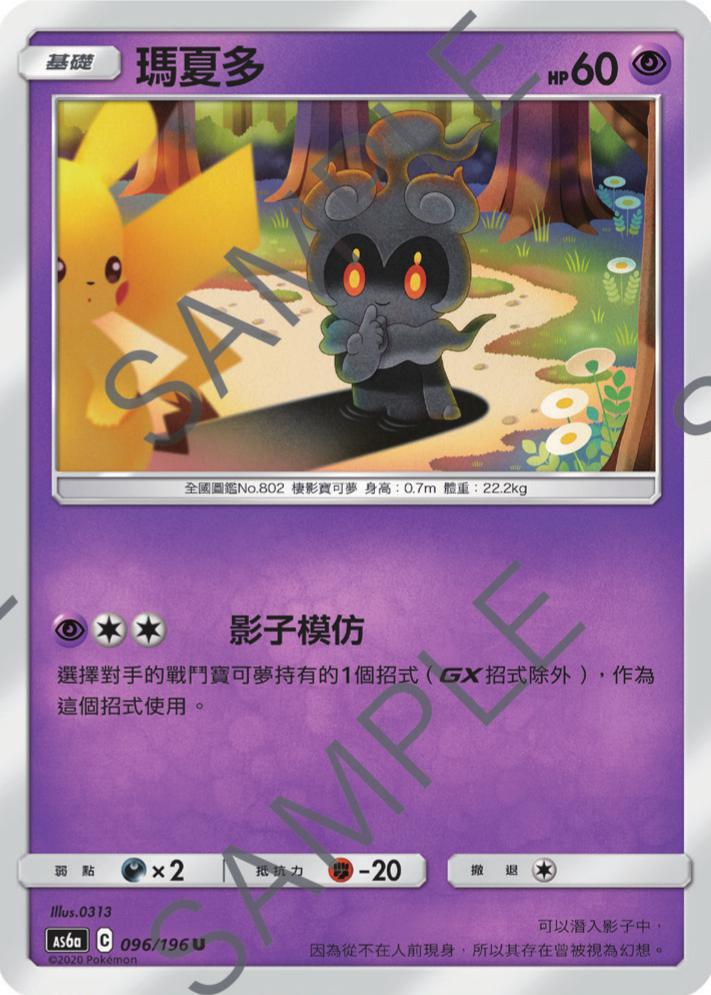 基礎 瑪夏多 HP 60
SAMPLE
全國圖鑑No.802 棲影寶可夢 身高：0.7m 體重：22.2kg
影子模仿
選擇對手的戰鬥寶可夢持有的1個招式（GX招式除外），作為
這個招式使用。
SAMPLE
弱點 ×2 抵抗力 -20 撤退
Illus.0313
AS6a C 096/196 U
©2020 Pokémon
可以潛入影子中，
因為從不在人前現身，所以其存在曾被視為幻想。